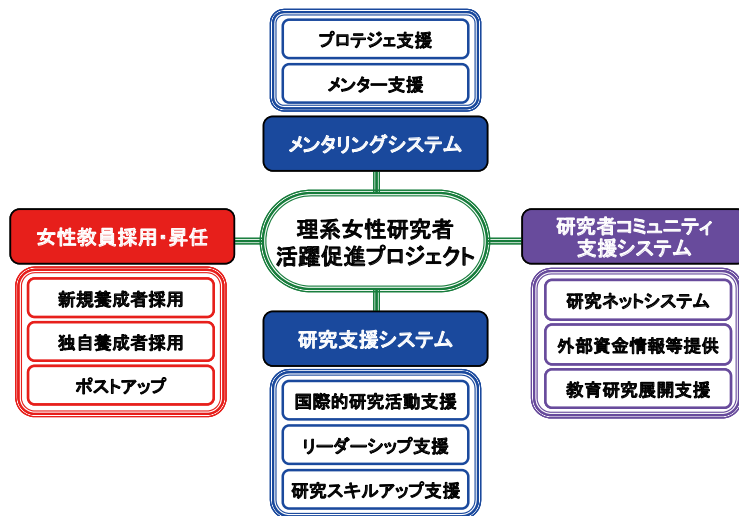 プロテジェ支援
メンター支援
メンタリングシステム
女性教員採用・昇任
新規養成者採用
独自養成者採用
ポストアップ
理系女性研究者
活躍促進プロジェクト
研究者コミュニティ
支援システム
研究ネットシステム
外部資金情報等提供
教育研究展開支援
研究支援システム
国際的研究活動支援
リーダーシップ支援
研究スキルアップ支援